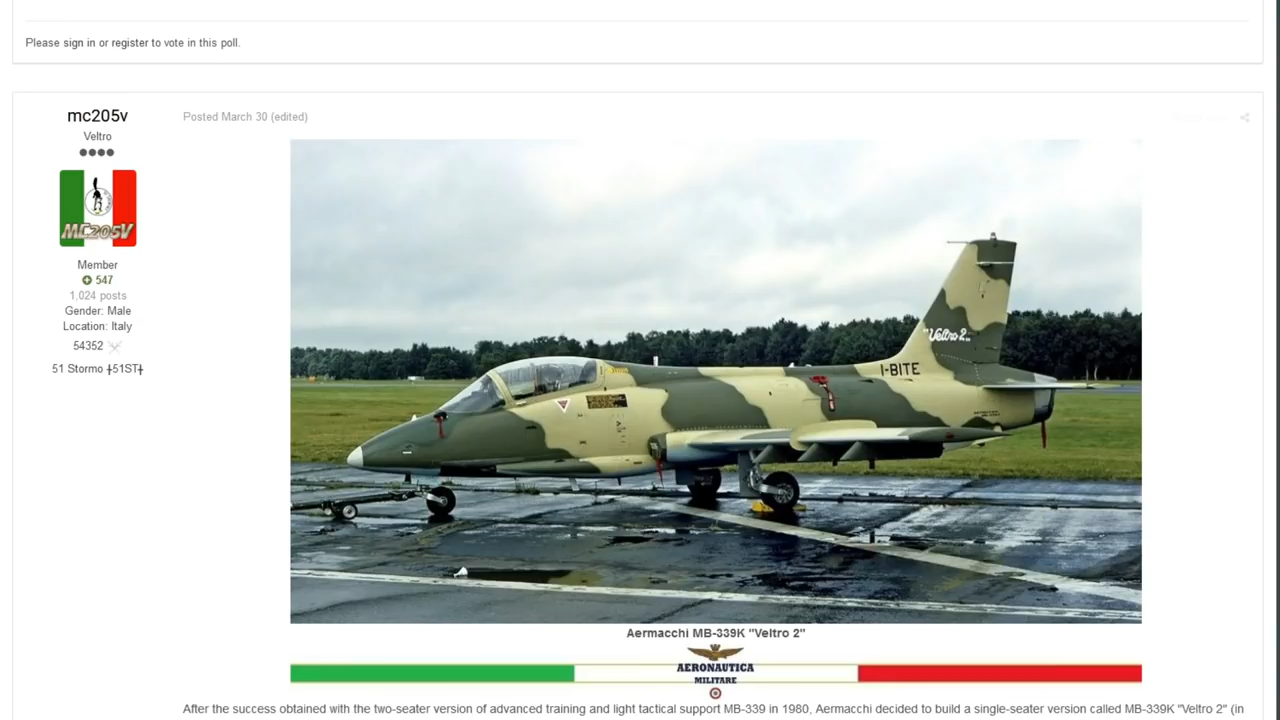 Please sign in or register to vote in this poll.
mc205v
Veltro
Posted March 30 (edited)
MC205V
Member
547
1,024 posts
Gender: Male
Location: Italy
54352
51 Stormo ╂51ST╂
"Veltro 2"
I-BITE
Aermacchi MB-339K "Veltro 2"
AERONAUTICA
MILITARE
After the success obtained with the two-seater version of advanced training and light tactical support MB-339 in 1980, Aermacchi decided to build a single-seater version called MB-339K "Veltro 2" (in